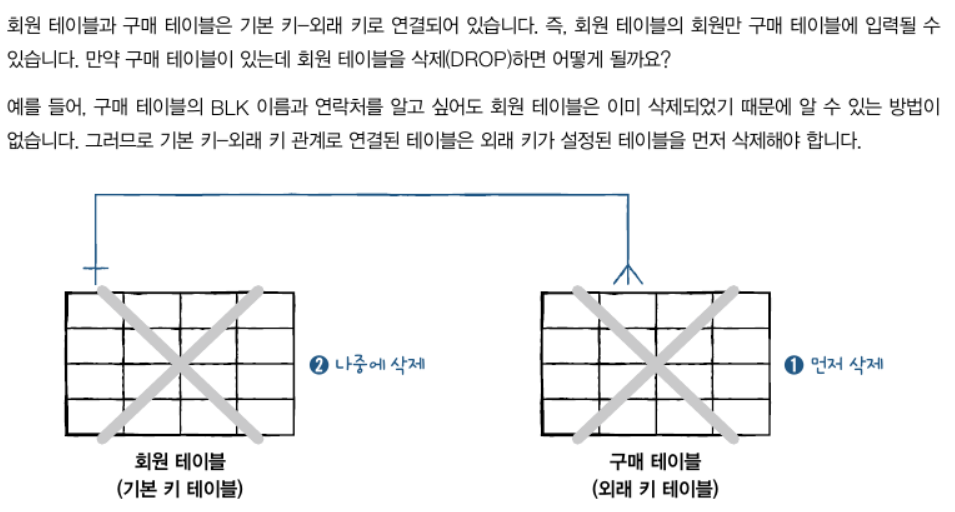 회원 테이블과 구매 테이블은 기본 키-외래 키로 연결되어 있습니다. 즉, 회원 테이블의 회원만 구매 테이블에 입력될 수
있습니다. 만약 구매 테이블이 있는데 회원 테이블을 삭제(DROP)하면 어떻게 될까요?
예를 들어, 구매 테이블의 BLK 이름과 연락처를 알고 싶어도 회원 테이블은 이미 삭제되었기 때문에 알 수 있는 방법이
없습니다. 그러므로 기본 키-외래 키 관계로 연결된 테이블은 외래 키가 설정된 테이블을 먼저 삭제해야 합니다.
❷ 나중에 삭제
❶ 먼저 삭제
회원 테이블
(기본 키 테이블)
구매 테이블
(외래 키 테이블)